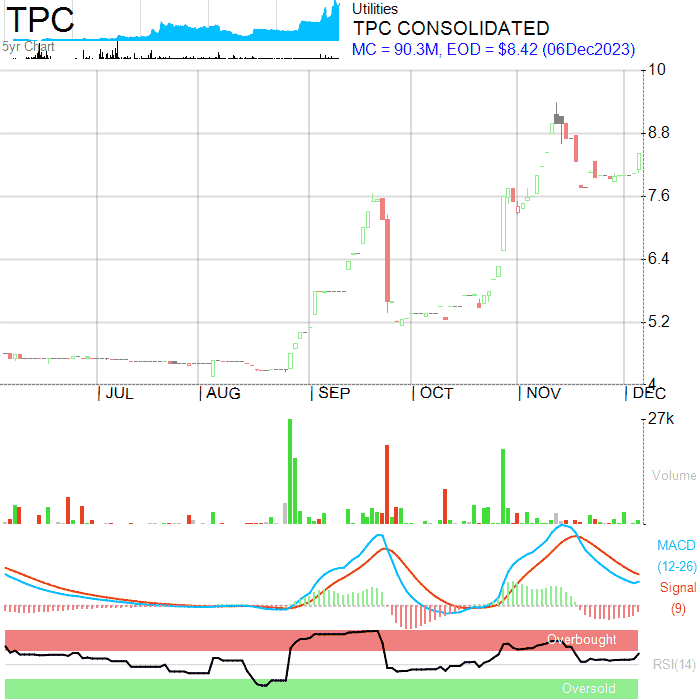 TPC
5yr Chart
Utilities
TPC CONSOLIDATED
MC = 90.3M, EOD = $8.42 (06Dec2023)
10
8.8
7.6
6.4
5.2
4
JUL AUG SEP OCT NOV DEC
27k
Volume
MACD
(12-26)
Signal
(9)
Overbought
RSI(14)
Oversold